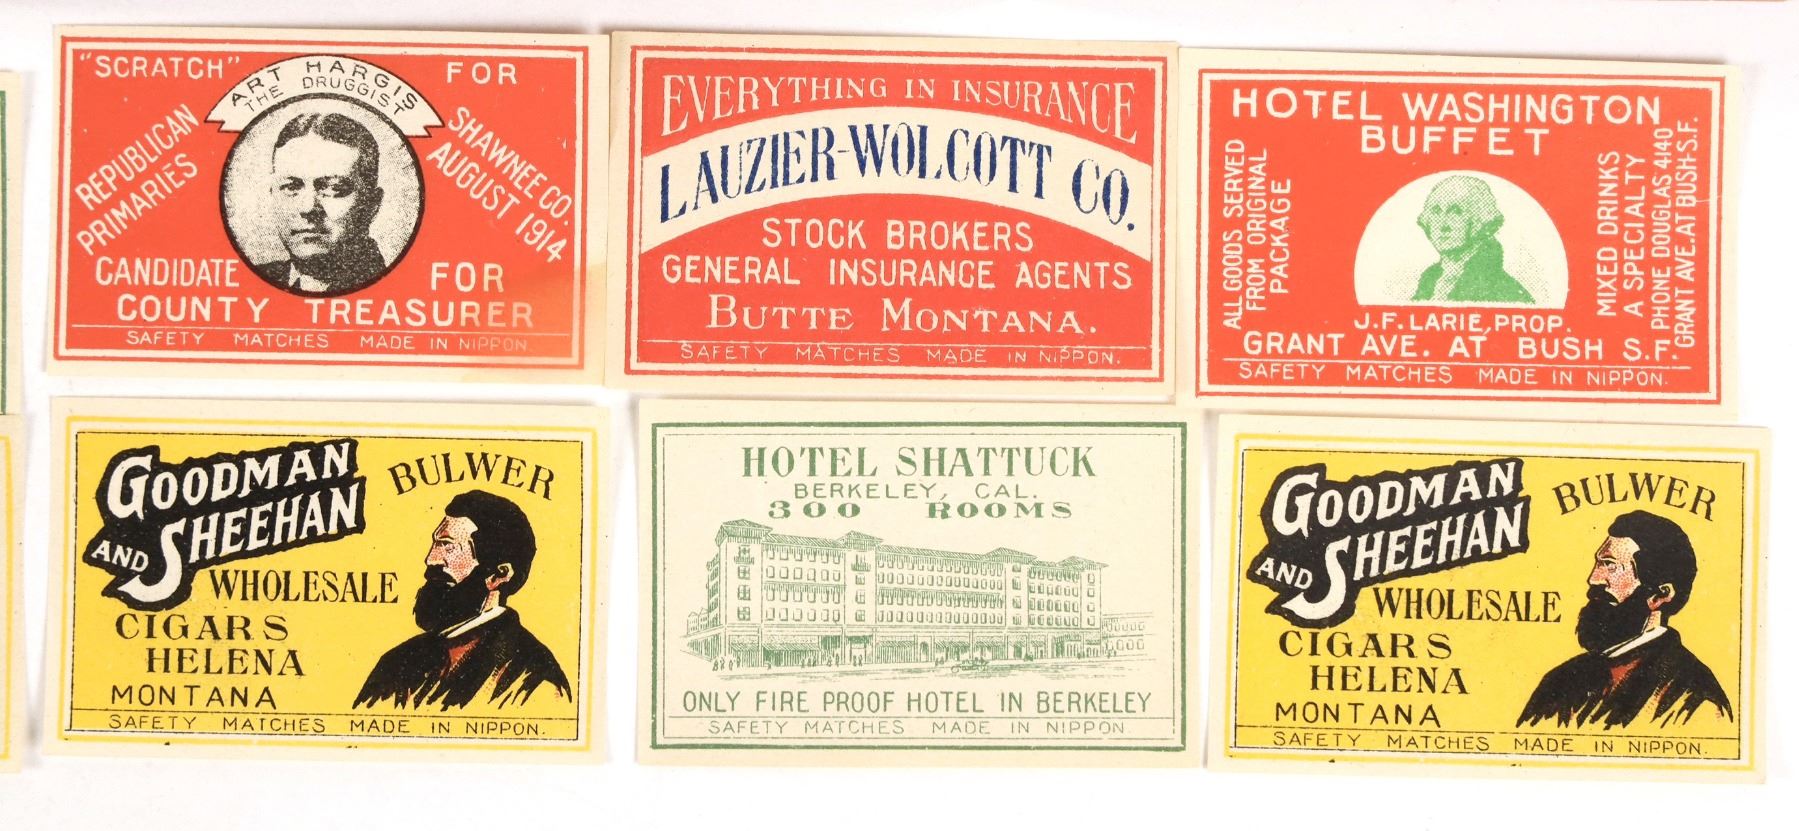 "SCRATCH"
ART HARGIS
THE DRUGGIST
FOR
REPUBLICAN
PRIMARIES
SHAWNEE CO.
AUGUST 1914
CANDIDATE FOR
COUNTY TREASURER
SAFETY MATCHES MADE IN NIPPON.
EVERYTHING IN INSURANCE
LAUZIER-WOLCOTT CO.
STOCK BROKERS
GENERAL INSURANCE AGENTS
BUTTE MONTANA.
SAFETY MATCHES MADE IN NIPPON.
HOTEL WASHINGTON
BUFFET
ALL GOODS SERVED
FROM ORIGINAL
PACKAGE
MIXED DRINKS
A SPECIALTY
PHONE DOUGLAS 4140
GRANT AVE. AT BUSH-S.F.
J.F. LARIE, PROP.
GRANT AVE. AT BUSH S.F.
SAFETY MATCHES MADE IN NIPPON.
GOODMAN
AND SHEEHAN
BULWER
WHOLESALE
CIGARS
HELENA
MONTANA
SAFETY MATCHES MADE IN NIPPON.
HOTEL SHATTUCK
BERKELEY, CAL.
300 ROOMS
ONLY FIRE PROOF HOTEL IN BERKELEY
SAFETY MATCHES MADE IN NIPPON.
GOODMAN
AND SHEEHAN
BULWER
WHOLESALE
CIGARS
HELENA
MONTANA
SAFETY MATCHES MADE IN NIPPON.